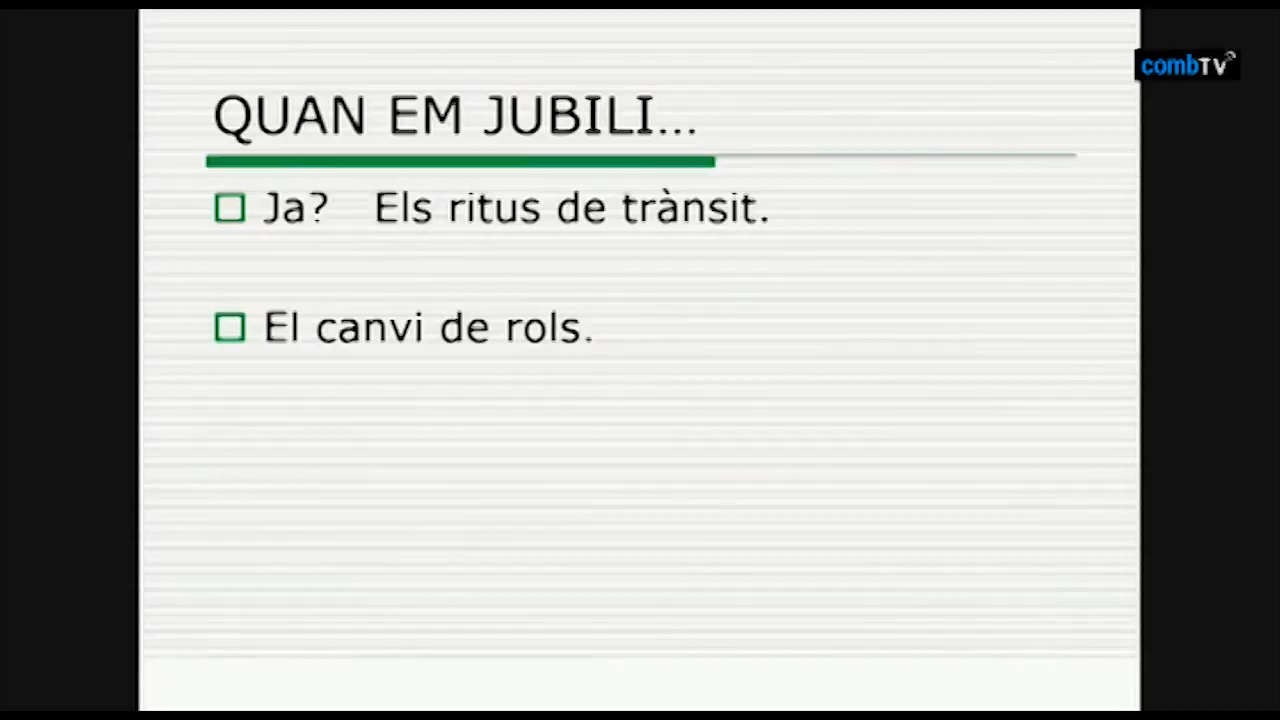 combTV
QUAN EM JUBILI...
Ja? Els ritus de trànsit.
El canvi de rols.